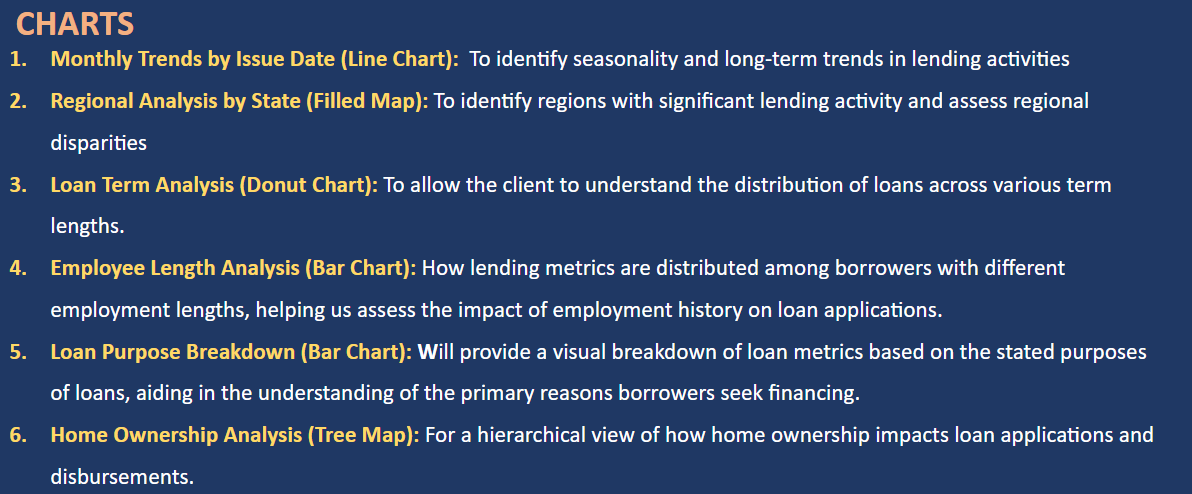 CHARTS
1. Monthly Trends by Issue Date (Line Chart): To identify seasonality and long-term trends in lending activities
2. Regional Analysis by State (Filled Map): To identify regions with significant lending activity and assess regional
disparities
3. Loan Term Analysis (Donut Chart): To allow the client to understand the distribution of loans across various term
lengths.
4. Employee Length Analysis (Bar Chart): How lending metrics are distributed among borrowers with different
employment lengths, helping us assess the impact of employment history on loan applications.
5. Loan Purpose Breakdown (Bar Chart): Will provide a visual breakdown of loan metrics based on the stated purposes
of loans, aiding in the understanding of the primary reasons borrowers seek financing.
6. Home Ownership Analysis (Tree Map): For a hierarchical view of how home ownership impacts loan applications and
disbursements.